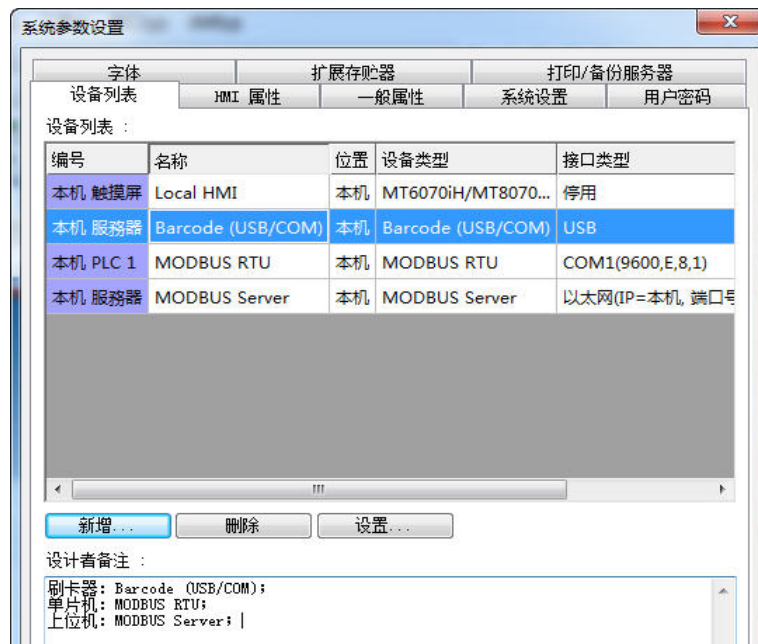 系统参数设置
字体 扩展存贮器 打印/备份服务器
设备列表 HMI 属性 一般属性 系统设置 用户密码
设备列表 :
编号 名称 位置 设备类型 接口类型
本机 触摸屏 Local HMI 本机 MT6070iH/MT8070... 停用
本机 服務器 Barcode (USB/COM) 本机 Barcode (USB/COM) USB
本机 PLC 1 MODBUS RTU 本机 MODBUS RTU COM1(9600,E,8,1)
本机 服務器 MODBUS Server 本机 MODBUS Server 以太网(IP=本机, 端口号
新增... 删除 设置...
设计者备注 :
刷卡器: Barcode (USB/COM);
单片机: MODBUS RTU;
上位机: MODBUS Server;